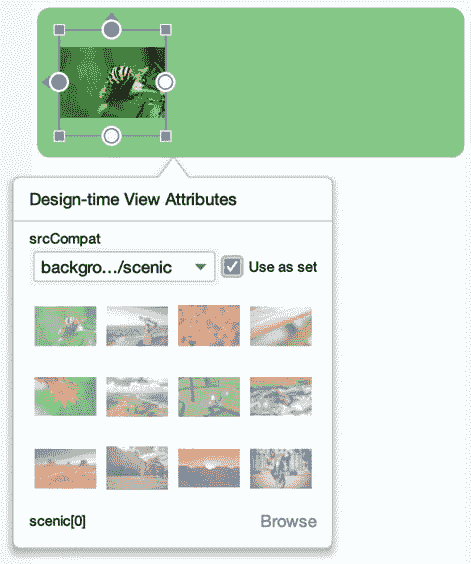 Design-time View Attributes
srcCompat
backgro.../scenic
Use as set
scenic[0]
Browse